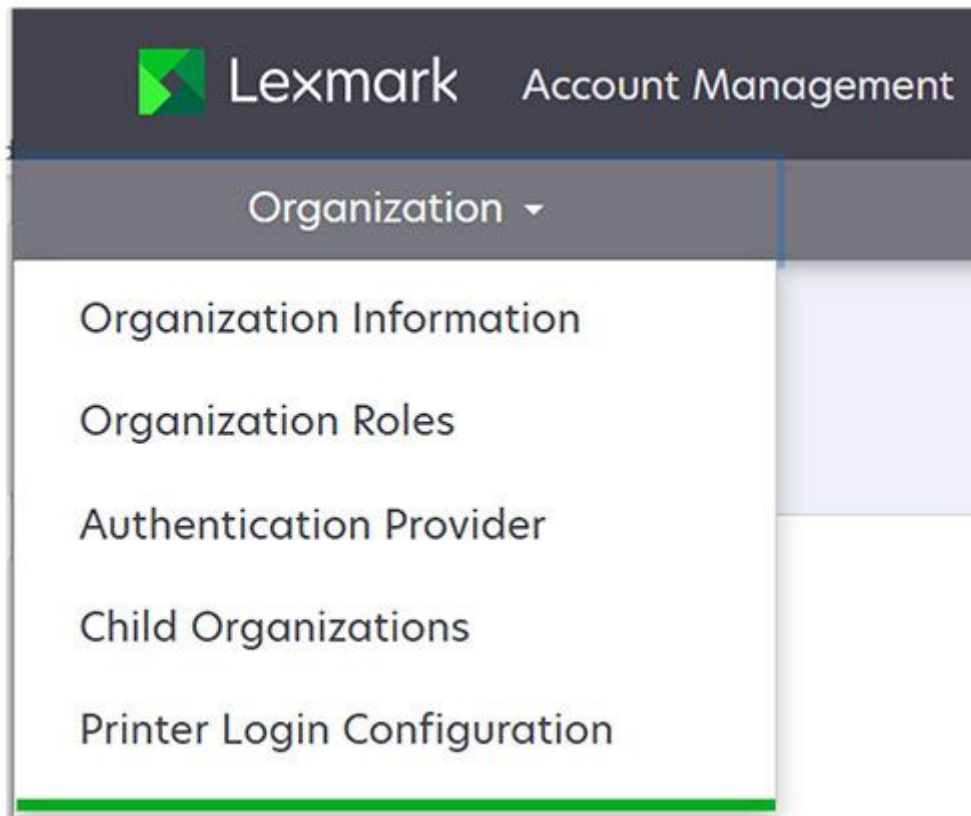 Lexmark Account Management
Organization
Organization Information
Organization Roles
Authentication Provider
Child Organizations
Printer Login Configuration